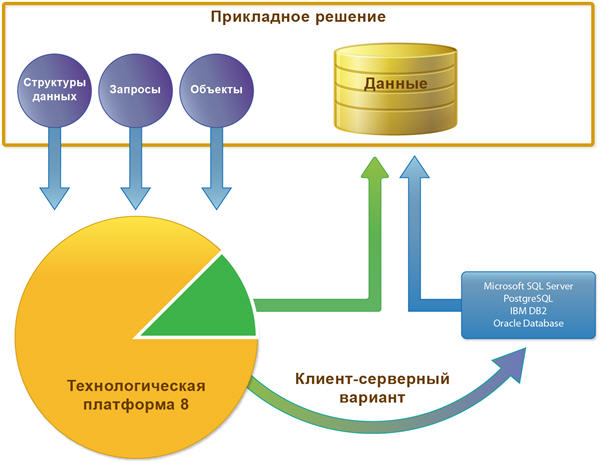 Прикладное решение
Структуры
данных
Запросы
Объекты
Данные
Microsoft SQL Server
PostgreSQL
IBM DB2
Oracle Database
Технологическая
платформа 8
Клиент-серверный
вариант